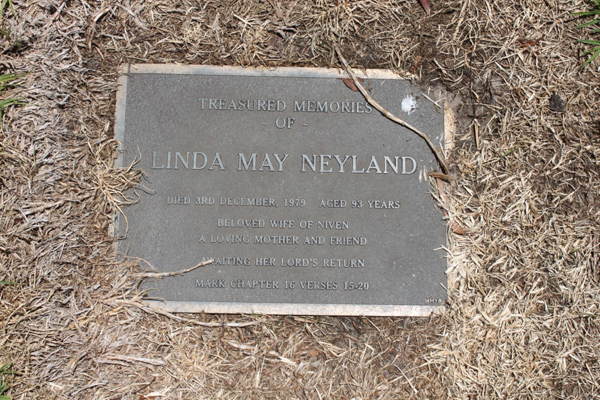 TREASURED MEMORIES
~ OF ~
LINDA MAY NEYLAND
DIED 3RD DECEMBER, 1979 AGED 93 YEARS
BELOVED WIFE OF NIVEN
A LOVING MOTHER AND FRIEND
AWAITING HER LORD'S RETURN
MARK CHAPTER 16 VERSES 15-20